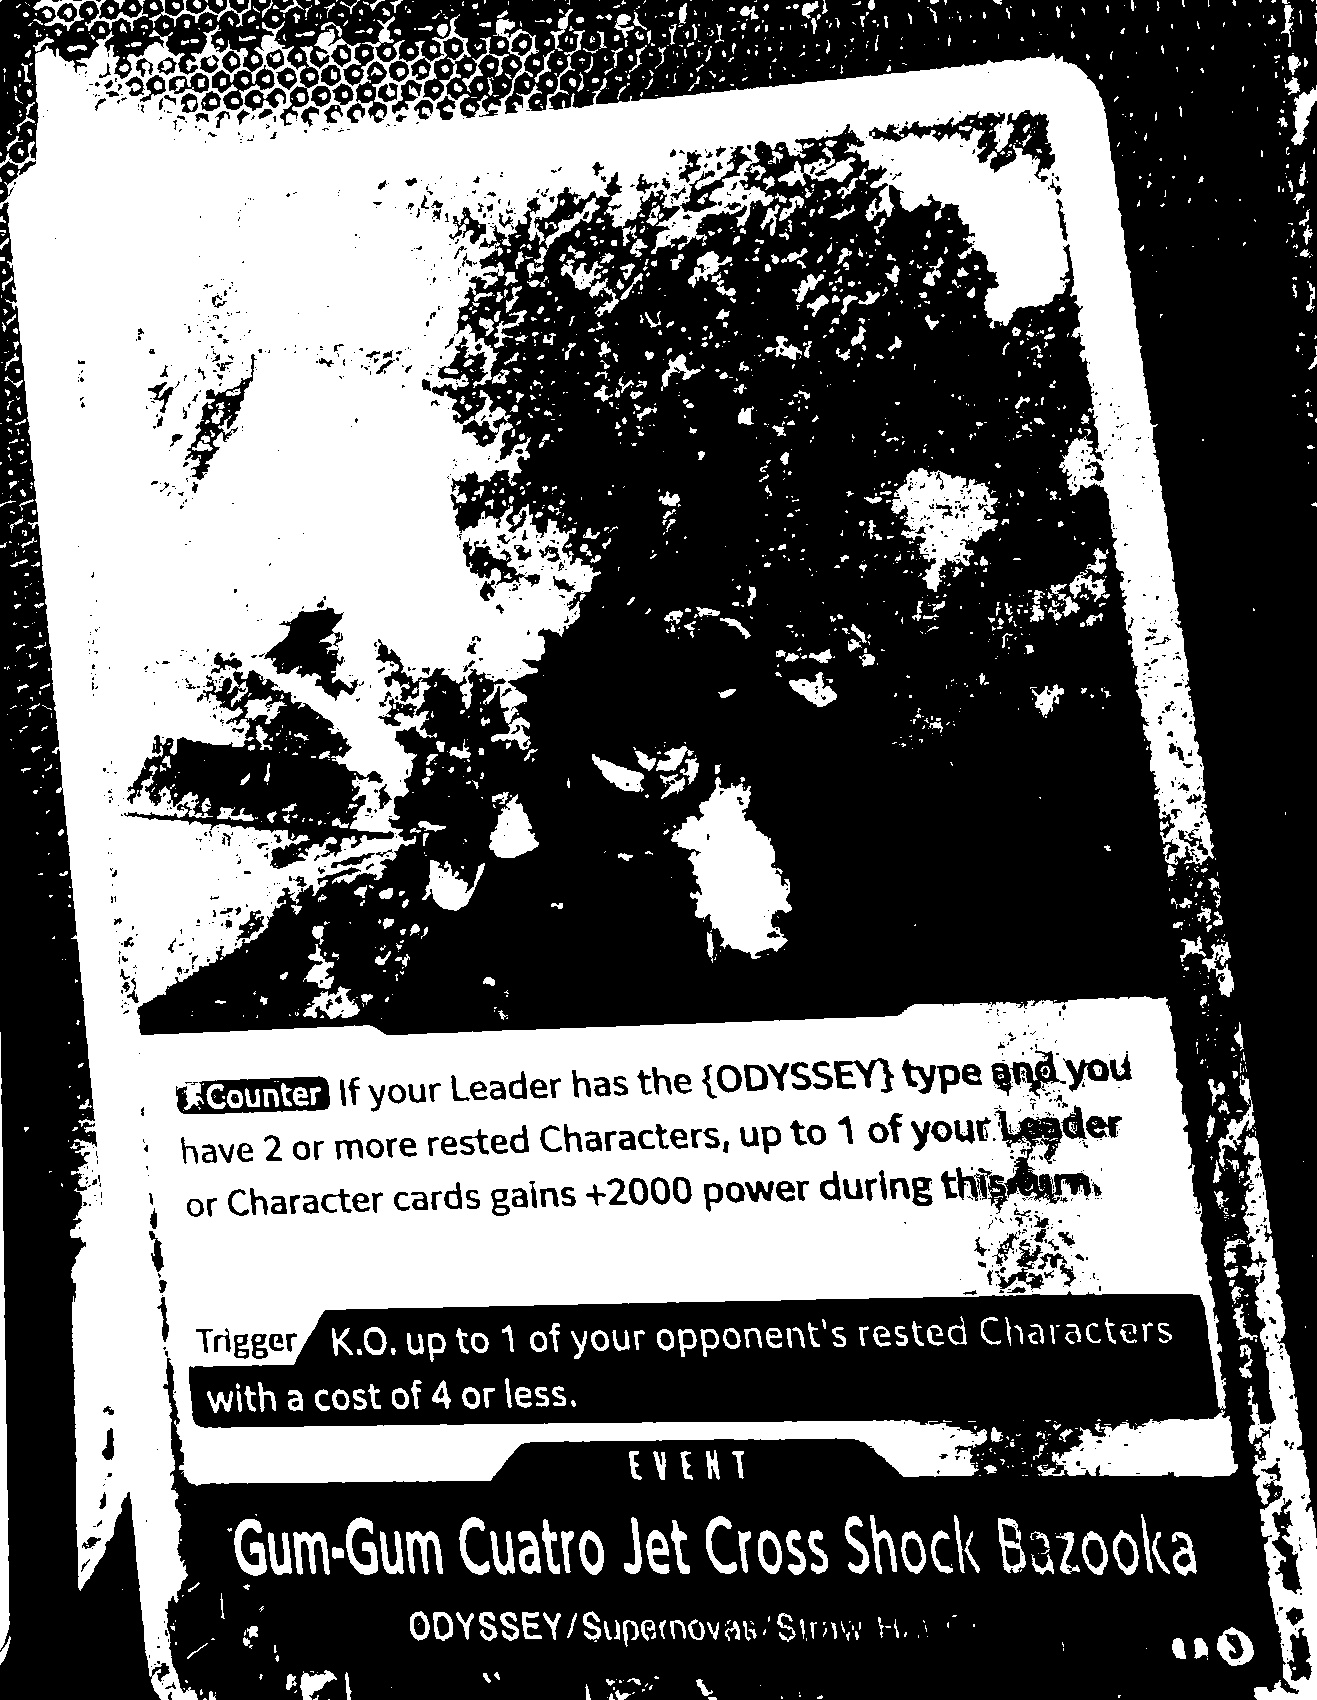 Counter If your Leader has the {ODYSSEY} type and you
have 2 or more rested Characters, up to 1 of your Leader
or Character cards gains +2000 power during this turn.
Trigger K.O. up to 1 of your opponent's rested Characters
with a cost of 4 or less.
EVENT
Gum-Gum Cuatro Jet Cross Shock Bazooka
ODYSSEY/Supernovas/Straw